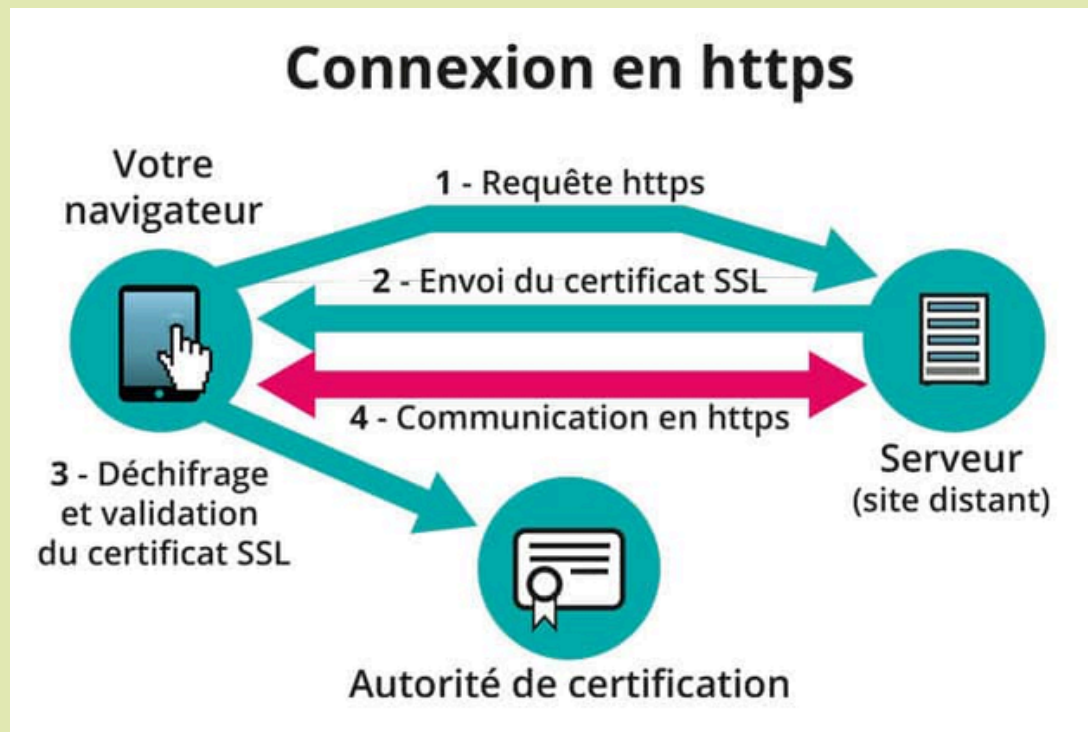 Connexion en https
Votre
navigateur
1 - Requête https
2 - Envoi du certificat SSL
4 - Communication en https
3 - Déchifrage
et validation
du certificat SSL
Serveur
(site distant)
Autorité de certification